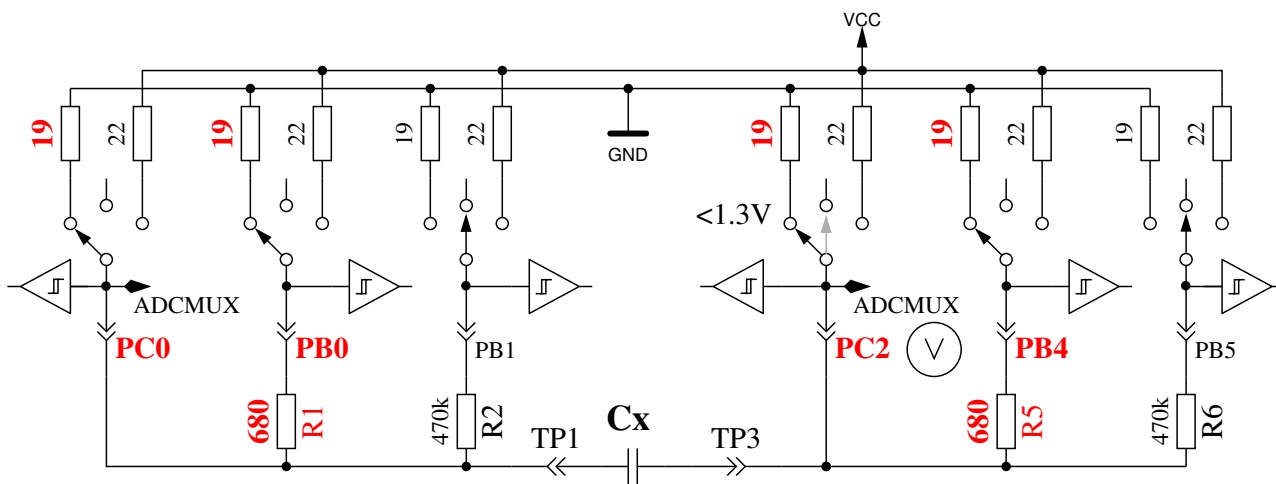 VCC
19
22
19
22
19
22
GND
19
22
19
22
19
22
<1.3V
ADCMUX
ADCMUX
PC0
PB0
PB1
PC2
V
PB4
PB5
680
R1
470k
R2
TP1
Cx
TP3
680
R5
470k
R6